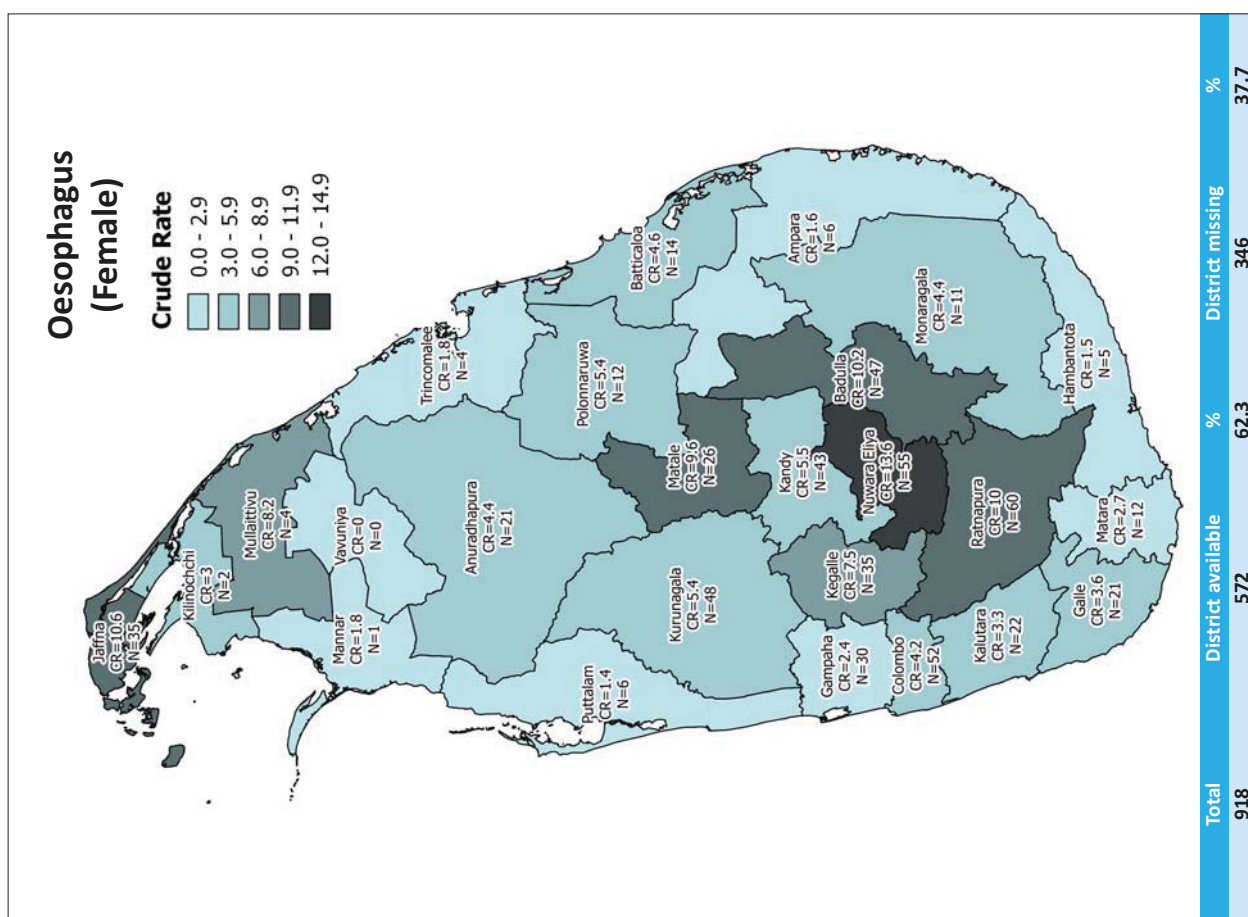 Oesophagus
(Female)
Crude Rate
0.0 - 2.9
3.0 - 5.9
6.0 - 8.9
9.0 - 11.9
12.0 - 14.9
Jaffna
CR=10.6
N=35
Kilinochchi
CR=3
N=2
Mullaittivu
CR=8.2
N=4
Mannar
CR=1.8
N=1
Vavuniya
CR=0
N=0
Trincomalee
CR=1.8
N=4
Anuradhapura
CR=4.4
N=21
Polonnaruwa
CR=5.4
N=12
Puttalam
CR=1.4
N=6
Batticaloa
CR=4.6
N=14
Kurunagala
CR=5.4
N=48
Matale
CR=9.6
N=26
Kandy
CR=5.5
N=43
Ampara
CR=1.6
N=6
Badulla
CR=10.2
N=47
Kegalle
CR=7.5
N=35
Gampaha
CR=2.4
N=30
Nuwara Eliya
CR=13.6
N=55
Monaragala
CR=4.4
N=11
Colombo
CR=4.2
N=52
Ratnapura
CR=10
N=60
Kalutara
CR=3.3
N=22
Hambantota
CR=1.5
N=5
Galle
CR=3.6
N=21
Matara
CR=2.7
N=12
Total District available % District missing %
918 572 62.3 346 37.7